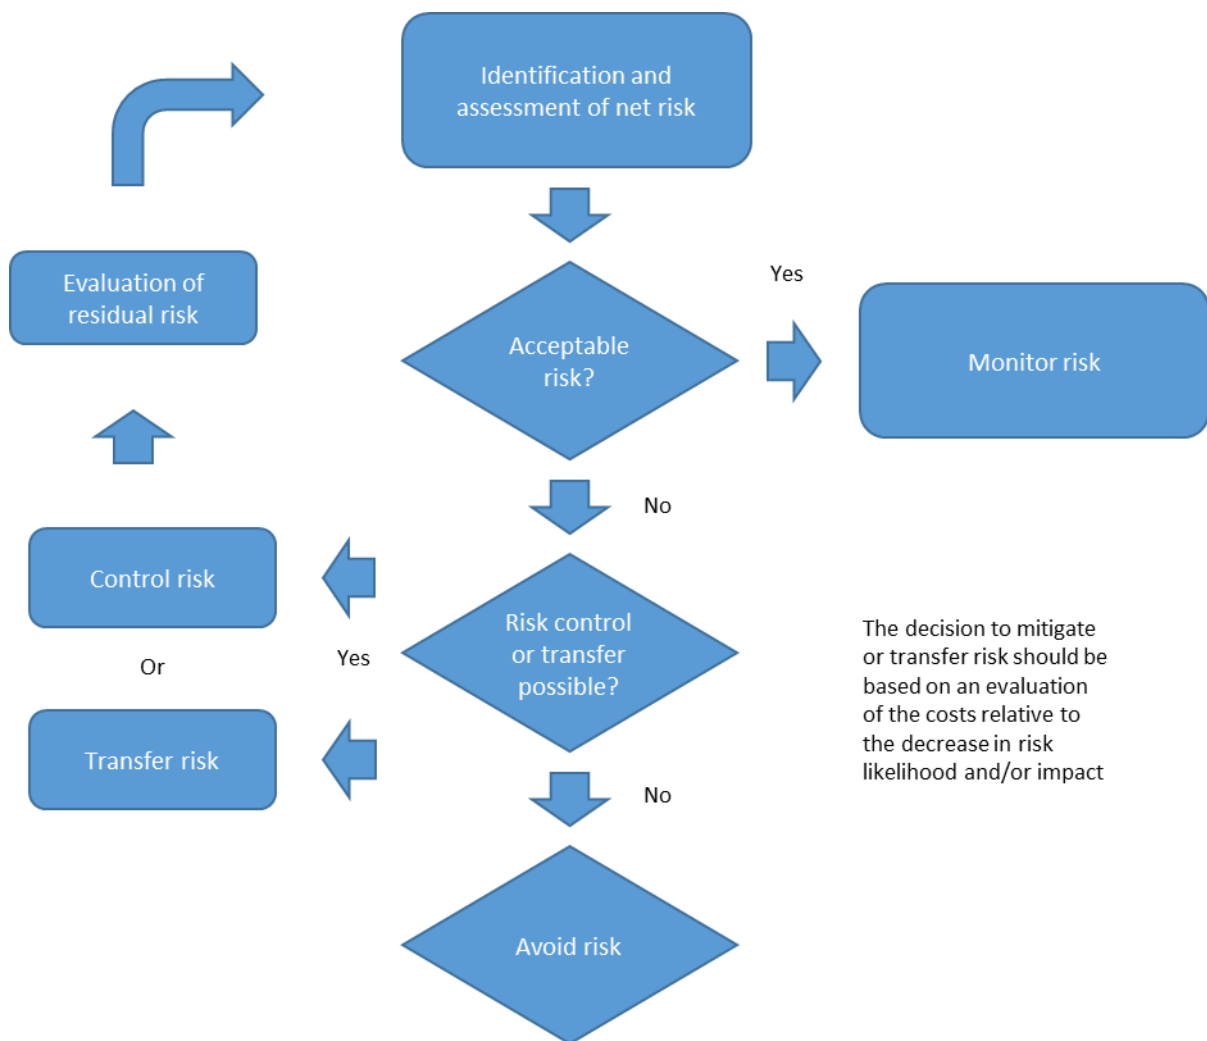 Identification and
assessment of net risk
Evaluation of
residual risk
Yes
Acceptable
risk?
Monitor risk
No
Control risk
Risk control
or transfer
possible?
Or
Yes
Transfer risk
The decision to mitigate
or transfer risk should be
based on an evaluation
of the costs relative to
the decrease in risk
likelihood and/or impact
No
Avoid risk